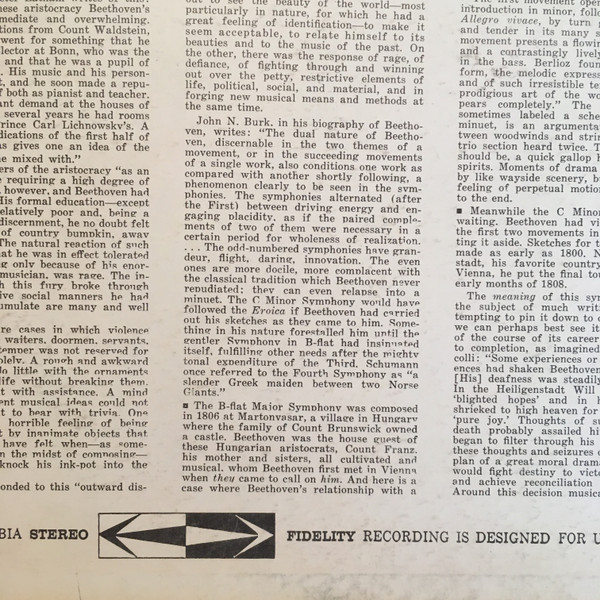 these aristocracy Beethoven's
mediate and overwhelming.
tions from Count Waldstein,
went for something that he
lector at Bonn, who was the
and that he was a pupil of
. His music and his person-
t, and he soon made a repu-
f both as pianist and teacher.
ant demand at the houses of
several years he had rooms
rince Carl Lichnowsky's. A
dications of the first half of
as gives one an idea of the
he mixed with."
ers of the aristocracy "as an
e requiring a high degree of
, however, and Beethoven had
His formal education—except
elatively poor and, being a
discernment, he no doubt felt
of country bumpkin, away
The natural reaction of such
hat he was in effect tolerated
ng only because of his enor-
musician, was rage. The in-
h this fury broke through
ive social manners he had
umulate are many and well
re cases in which violence
waiters, doormen, servants.
temper was not reserved for
olely. A rough and awkward
do little with the ornaments
life without breaking them.
t with assistance. A mind
ent musical ideas could not
t to bear with trivia. One
horrible feeling of being
t by inanimate objects that
have felt when—as some-
n the midst of composing—
knock his ink-pot into the
onded to this "outward dis-
out to see the beauty of the world—most
particularly in nature, for which he had a
great feeling of identification—to make it
seem acceptable, to relate himself to its
beauties and to the music of the past. On
the other, there was the response of rage, of
defiance, of fighting through and winning
out over the petty, restrictive elements of
life, political, social, and material, and in
forging new musical means and methods at
the same time.
John N. Burk, in his biography of Beetho-
ven, writes: "The dual nature of Beetho-
ven, discernable in the two themes of a
movement, or in the succeeding movements
of a single work, also conditions one work as
compared with another shortly following, a
phenomenon clearly to be seen in the sym-
phonies. The symphonies alternated (after
the First) between driving energy and en-
gaging placidity, as if the paired comple-
ments of two of them were necessary in a
certain period for wholeness of realization.
. . . The odd-numbered symphonies have gran-
deur, flight, daring, innovation. The even
ones are more docile, more complacent with
the classical tradition which Beethoven never
repudiated; they can even relapse into a
minuet. The C Minor Symphony would have
followed the Eroica if Beethoven had carried
out his sketches as they came to him. Some-
thing in his nature forestalled him until the
gentler Symphony in B-flat had insinuated
itself, fulfilling other needs after the mighty
tonal expenditure of the Third. Schumann
once referred to the Fourth Symphony as "a
slender Greek maiden between two Norse
Giants."
■ The B-flat Major Symphony was composed
in 1806 at Martonvasar, a village in Hungary
where the family of Count Brunswick owned
a castle. Beethoven was the house guest of
these Hungarian aristocrats, Count Franz,
his mother and sisters, all cultivated and
musical, whom Beethoven first met in Vienna
when they came to call on him. And here is a
case where Beethoven's relationship with a
introduction in minor, follo
Allegro vivace, by turn
and tender in its many s
movement presents a flowin
and a contrastingly lively
in the bass. Berlioz foun
form, the melodic express
and of such irresistible ten
prodigious art of the wo
pears completely." The
sometimes labeled a sche
minuet, is an argumenta
tween woodwinds and strin
trio section heard twice. T
should be, a quick gallop h
spirits. Moments of drama
by like wayside scenery, b
feeling of perpetual motion
to the end.
■ Meanwhile the C Minor
waiting. Beethoven had vi
the first two movements in
ting it aside. Sketches for t
made as early as 1800. N
stadt, his favorite country
Vienna, he put the final to
early months of 1808.
The meaning of this sy
the subject of much writi
tempting to pin it down to
we can perhaps best see it
of the course of its career
to completion, as imagined
colli: "Some experiences or
ences had shaken Beethoven
[His] deafness was steadily
In the Heiligenstadt Will
'blighted hopes' and in h
shrieked to high heaven for
'pure joy.' Thoughts of su
death probably assailed hi
began to filter through his
these thoughts and seizures o
plan of a great moral drama
would fight destiny to victo
and achieve reconciliation
Around this decision musica
BIA STEREO FIDELITY RECORDING IS DESIGNED FOR U